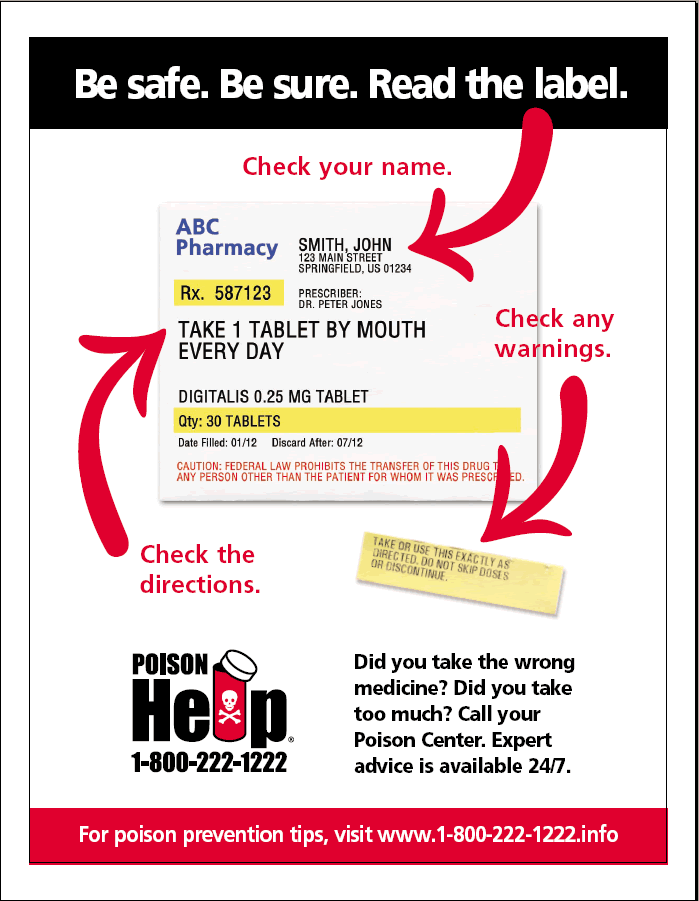 Be safe. Be sure. Read the label.
Check your name.
ABC
Pharmacy
SMITH, JOHN
123 MAIN STREET
SPRINGFIELD, US 01234
Rx. 587123
PRESCRIBER:
DR. PETER JONES
TAKE 1 TABLET BY MOUTH
EVERY DAY
Check any
warnings.
DIGITALIS 0.25 MG TABLET
Qty: 30 TABLETS
Date Filled: 01/12 Discard After: 07/12
CAUTION: FEDERAL LAW PROHIBITS THE TRANSFER OF THIS DRUG T
ANY PERSON OTHER THAN THE PATIENT FOR WHOM IT WAS PRESCRIBED.
Check the
directions.
TAKE OR USE THIS EXACTLY AS
DIRECTED. DO NOT SKIP DOSES
OR DISCONTINUE.
POISON
Help®
1-800-222-1222
Did you take the wrong
medicine? Did you take
too much? Call your
Poison Center. Expert
advice is available 24/7.
For poison prevention tips, visit www.1-800-222-1222.info